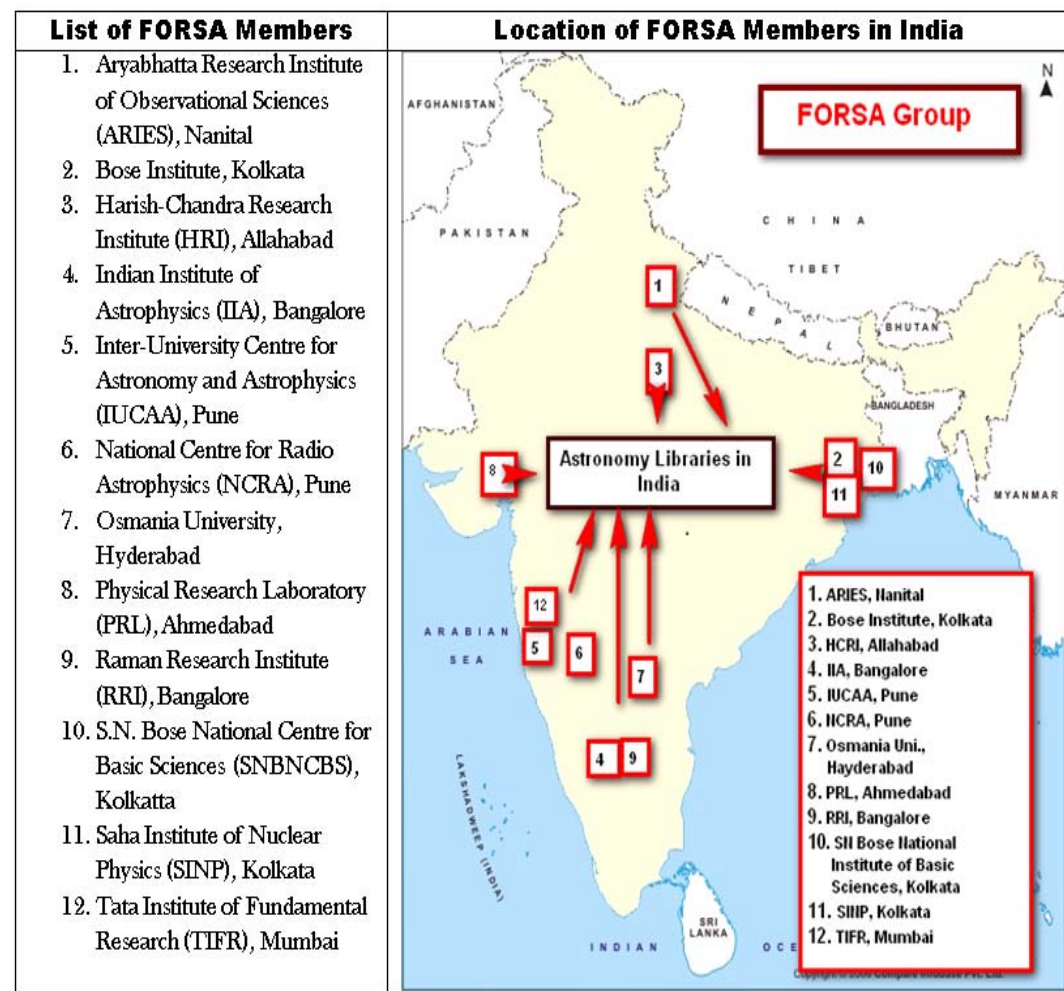 List of FORSA Members
Location of FORSA Members in India
1. Aryabhatta Research Institute
of Observational Sciences
(ARIES), Nanital
2. Bose Institute, Kolkata
3. Harish-Chandra Research
Institute (HRI), Allahabad
4. Indian Institute of
Astrophysics (IIA), Bangalore
5. Inter-University Centre for
Astronomy and Astrophysics
(IUCAA), Pune
6. National Centre for Radio
Astrophysics (NCRA), Pune
7. Osmania University,
Hyderabad
8. Physical Research Laboratory
(PRL), Ahmedabad
9. Raman Research Institute
(RRI), Bangalore
10. S.N. Bose National Centre for
Basic Sciences (SNBNCBS),
Kolkatta
11. Saha Institute of Nuclear
Physics (SINP), Kolkata
12. Tata Institute of Fundamental
Research (TIFR), Mumbai
N
AFGHANISTAN
FORSA Group
PAKISTAN
CHINA
TIBET
1
NEPAL
BHUTAN
3
BANGLADESH
8
Astronomy Libraries in
India
2
10
11
MYANMAR
12
ARABIAN
SEA
5
6
7
4
9
LAKSHADWEEP (INDIA)
SRI
LANKA
INDIAN
OCE
1. ARIES, Nanital
2. Bose Institute, Kolkata
3. HCRI, Allahabad
4. IIA, Bangalore
5. IUCAA, Pune
6. NCRA, Pune
7. Osmania Uni.,
Hayderabad
8. PRL, Ahmedabad
9. RRI, Bangalore
10. SN Bose National
Institute of Basic
Sciences, Kolkata
11. SINP, Kolkata
12. TIFR, Mumbai